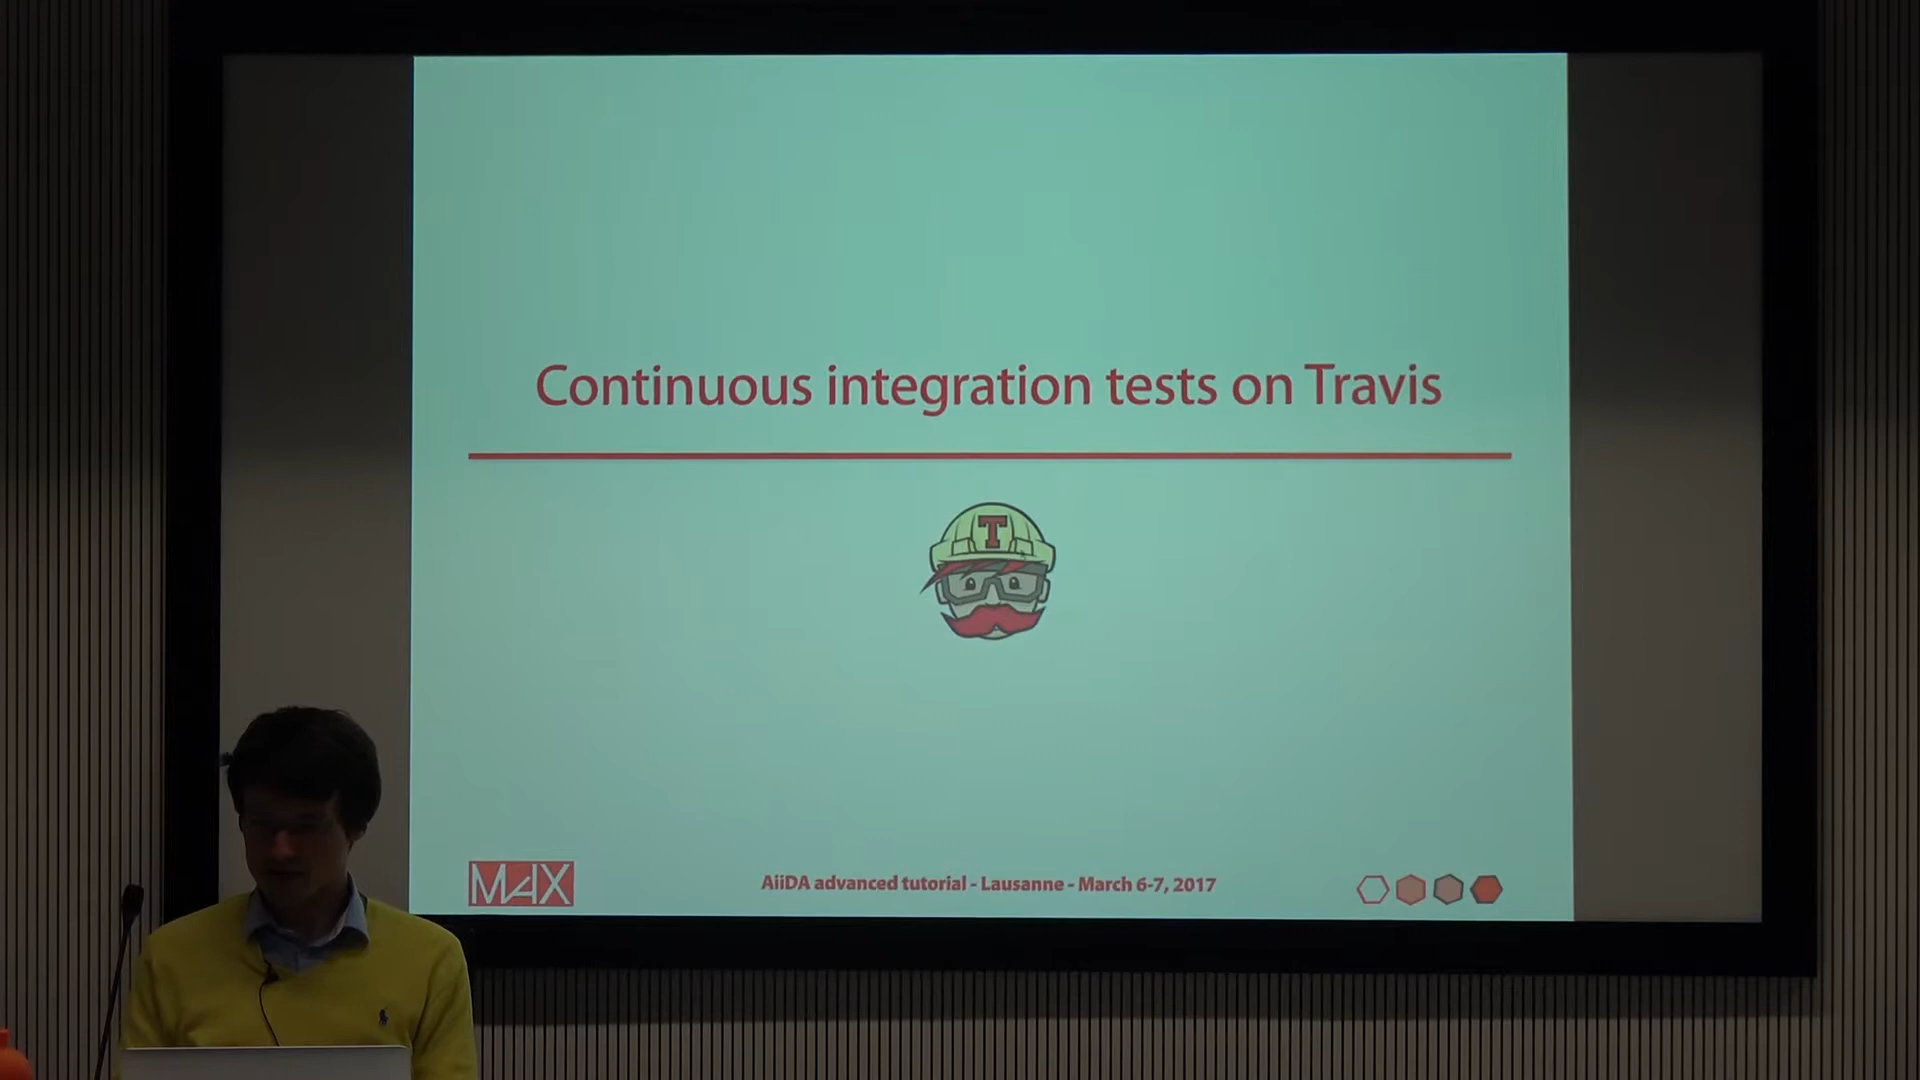 Continuous integration tests on Travis
T
MAX
AiiDA advanced tutorial - Lausanne - March 6-7, 2017